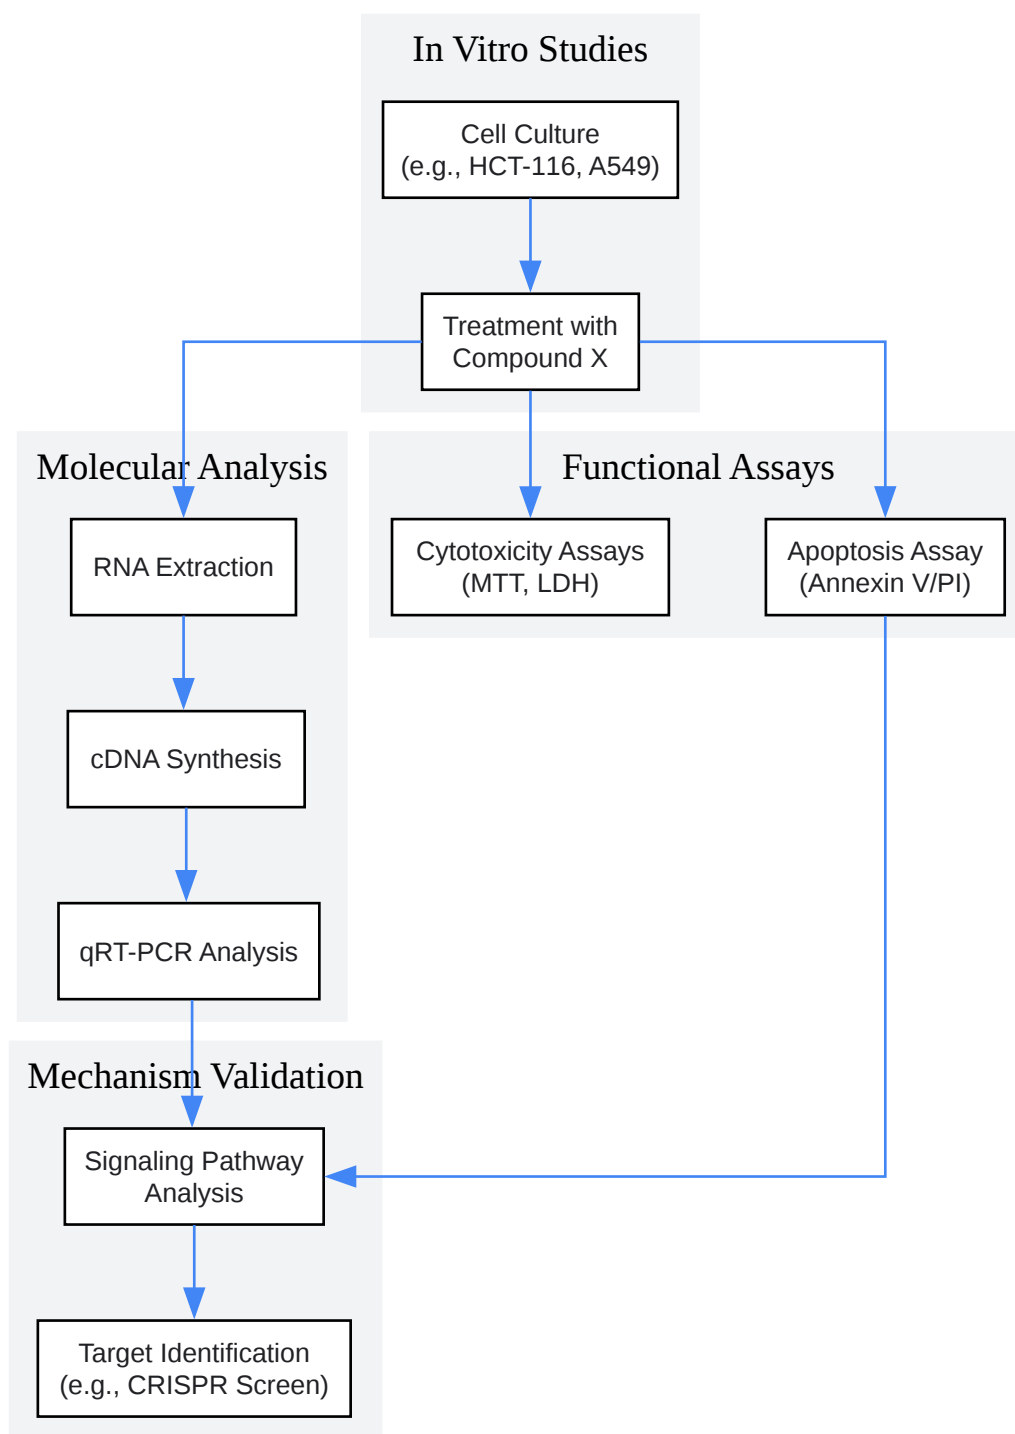 In Vitro Studies
Cell Culture
(e.g., HCT-116, A549)
Treatment with
Compound X
Molecular Analysis
RNA Extraction
cDNA Synthesis
qRT-PCR Analysis
Functional Assays
Cytotoxicity Assays
(MTT, LDH)
Apoptosis Assay
(Annexin V/PI)
Mechanism Validation
Signaling Pathway
Analysis
Target Identification
(e.g., CRISPR Screen)